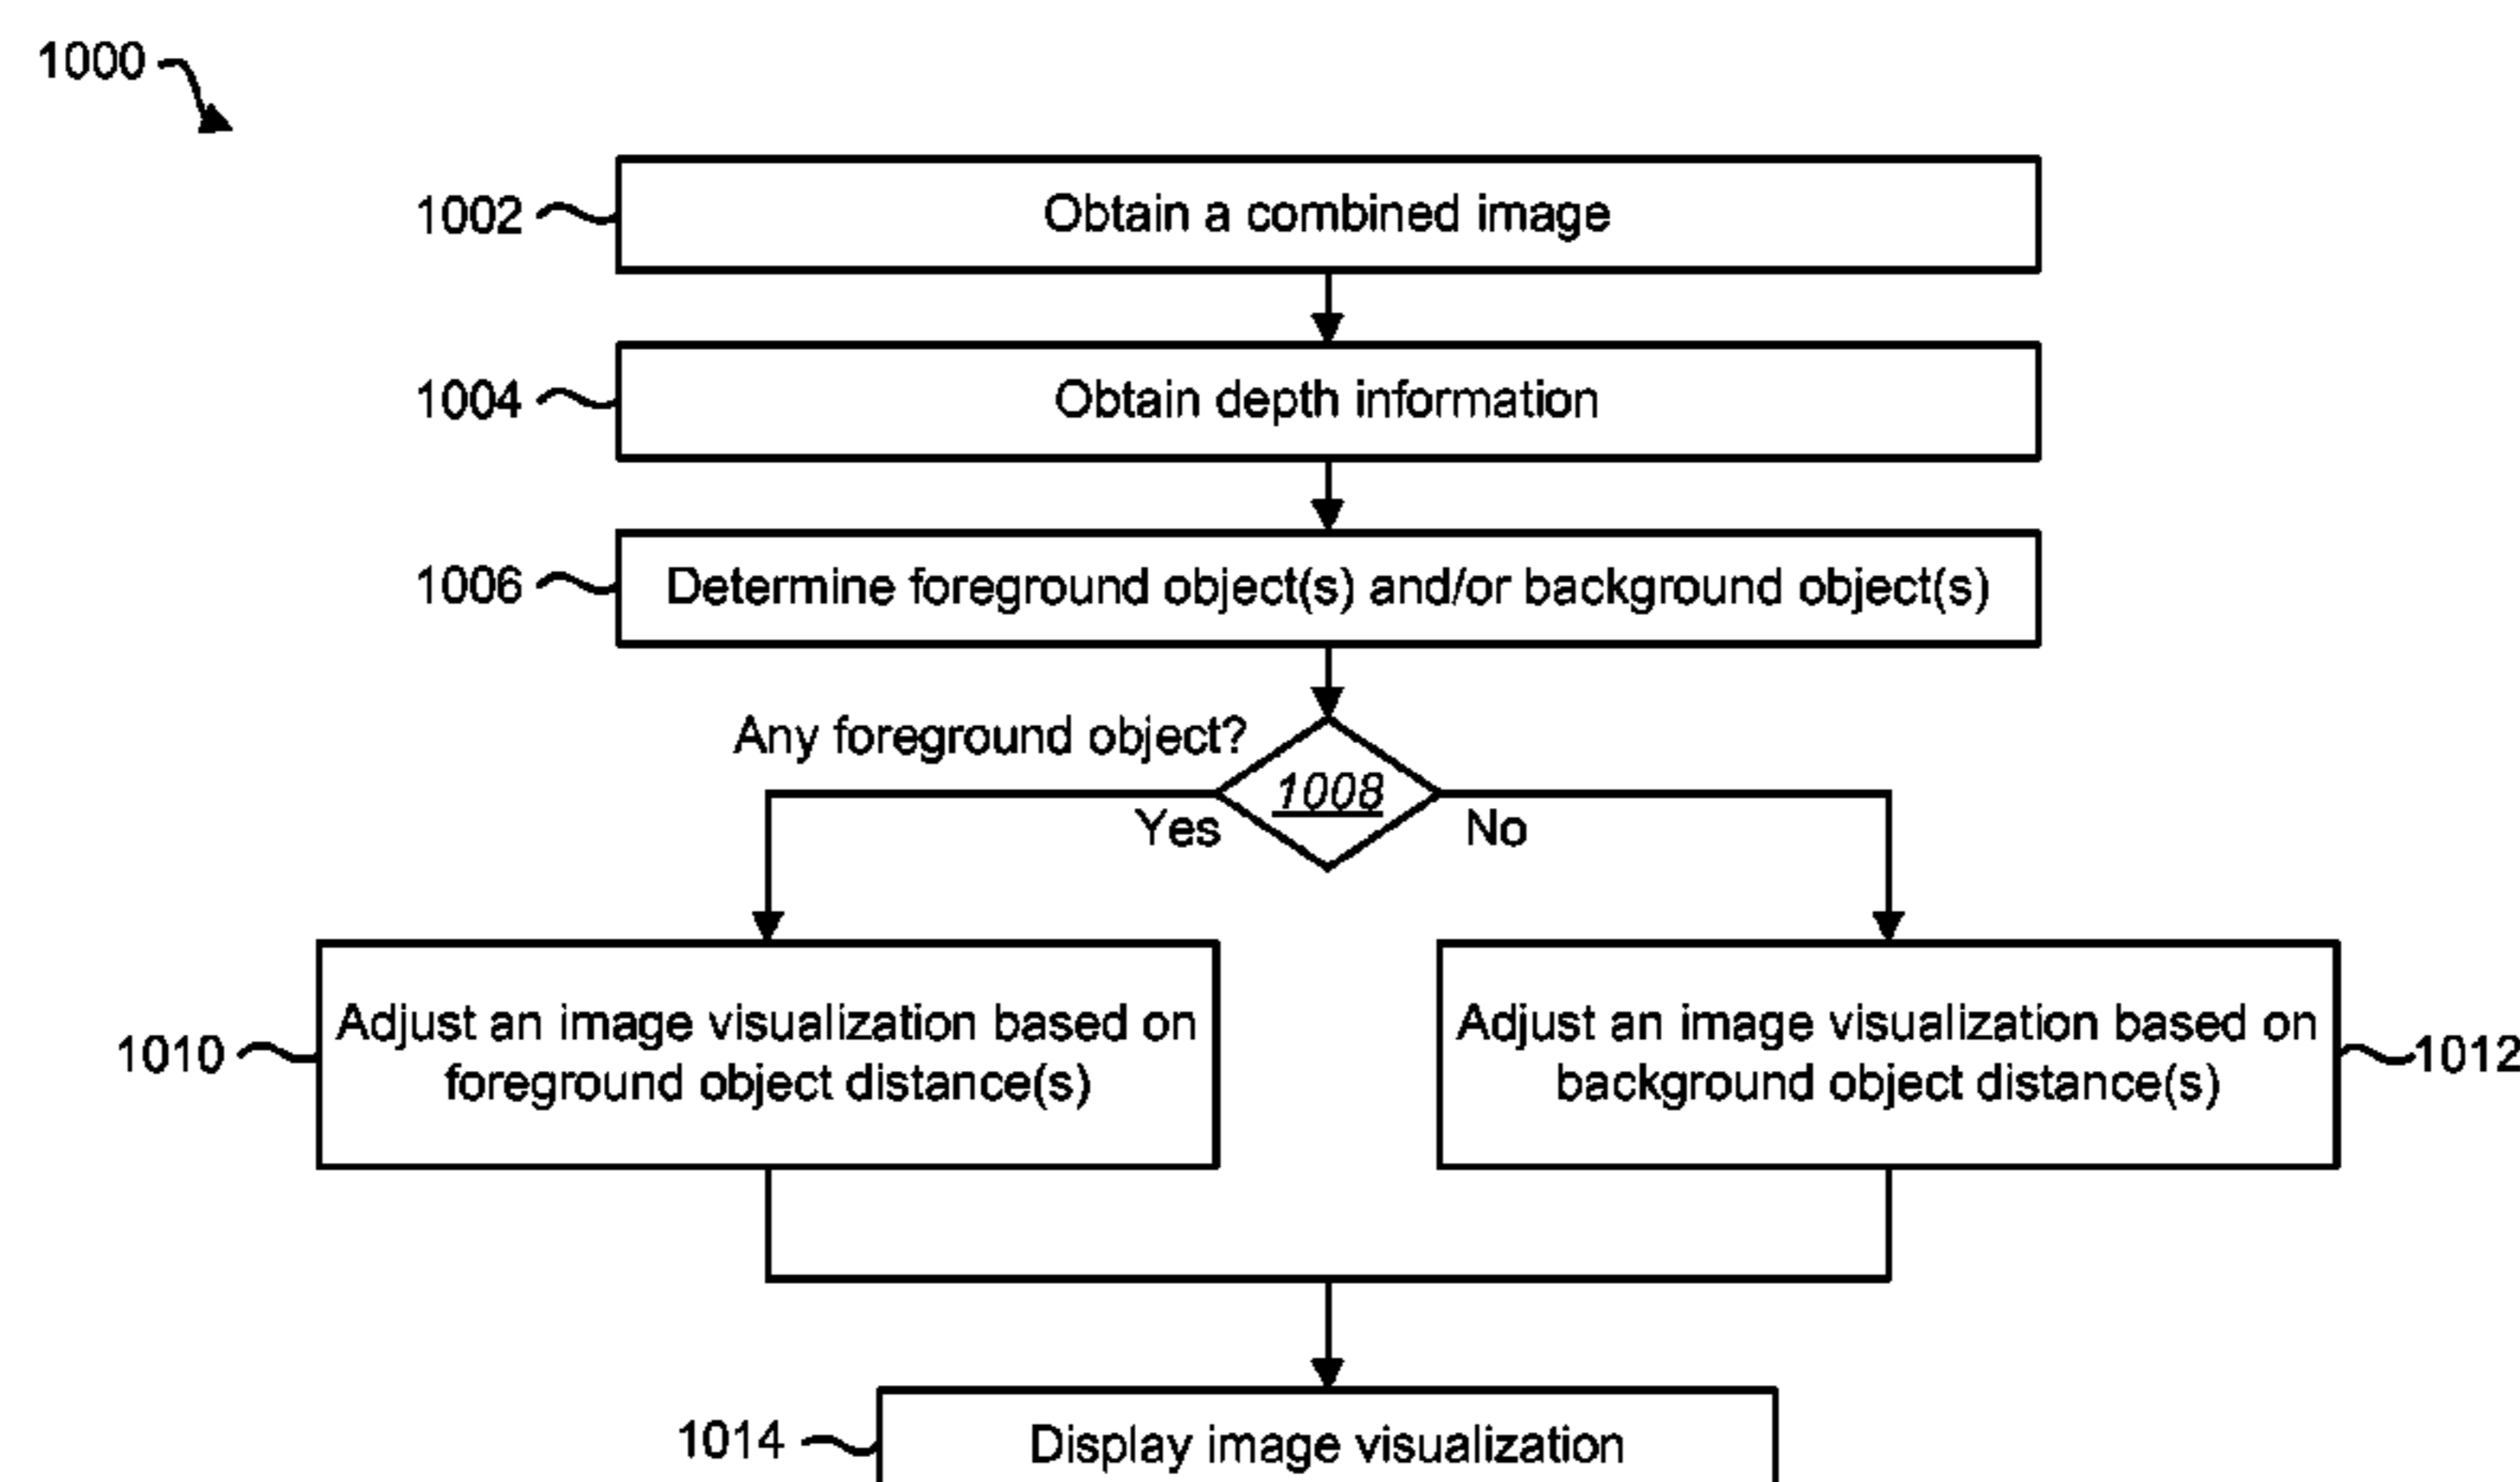 1000
1002
Obtain a combined image
1004
Obtain depth information
1006
Determine foreground object(s) and/or background object(s)
Any foreground object?
1008
Yes
No
1010
Adjust an image visualization based on
foreground object distance(s)
Adjust an image visualization based on
background object distance(s)
1012
1014
Display image visualization